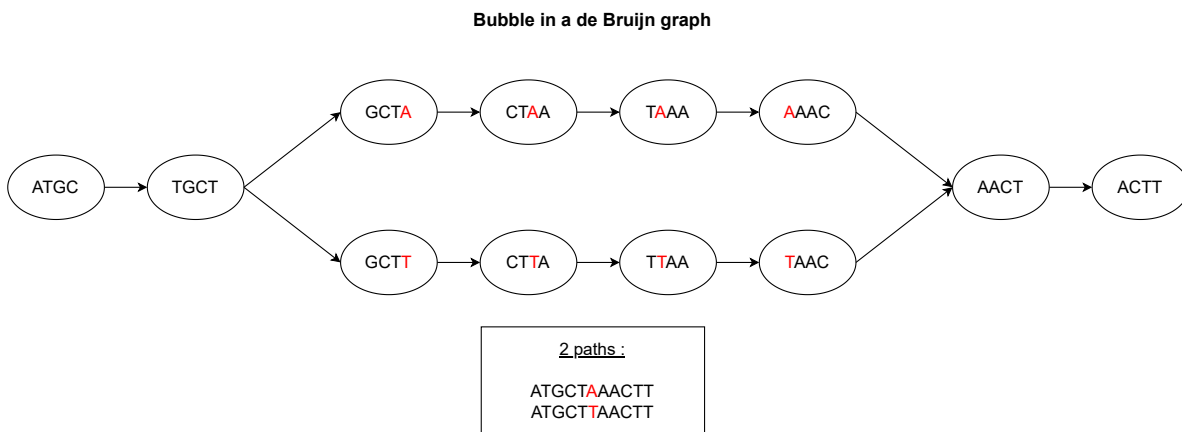 Bubble in a de Bruijn graph
GCTA CTAA TAAA AAAC
ATGC TGCT AACT ACTT
GCTT CTTA TTAA TAAC
2 paths :
ATGCTAAACTT
ATGCTTAACTT